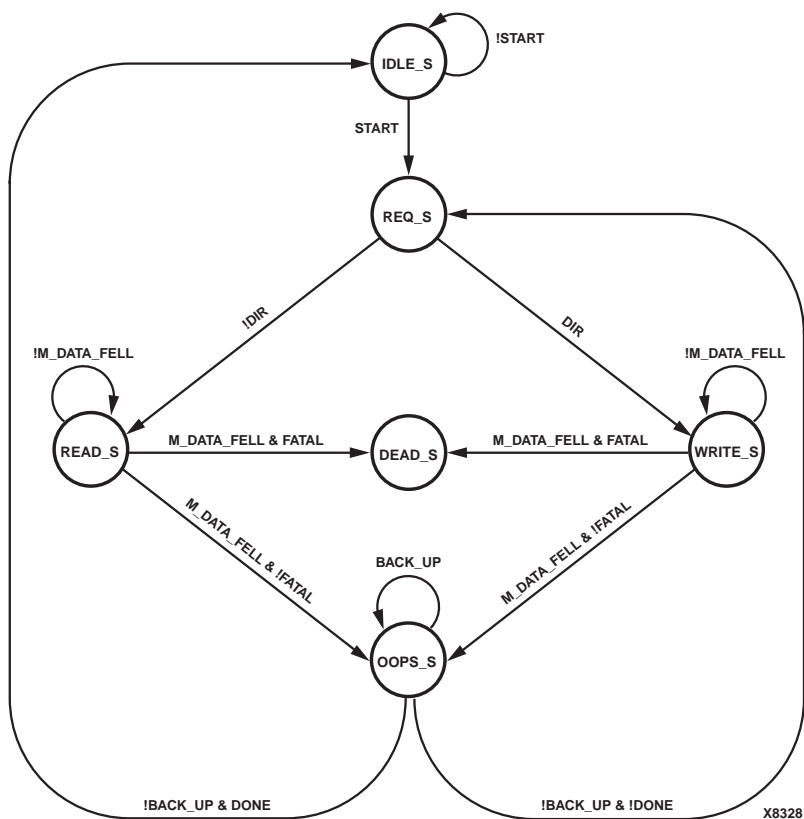 !START
IDLE_S
START
REQ_S
!DIR
DIR
!M_DATA_FELL
!M_DATA_FELL
READ_S
M_DATA_FELL & FATAL
DEAD_S
M_DATA_FELL & FATAL
WRITE_S
M_DATA_FELL & !FATAL
M_DATA_FELL & !FATAL
BACK_UP
OOPS_S
!BACK_UP & DONE
!BACK_UP & !DONE
X8328